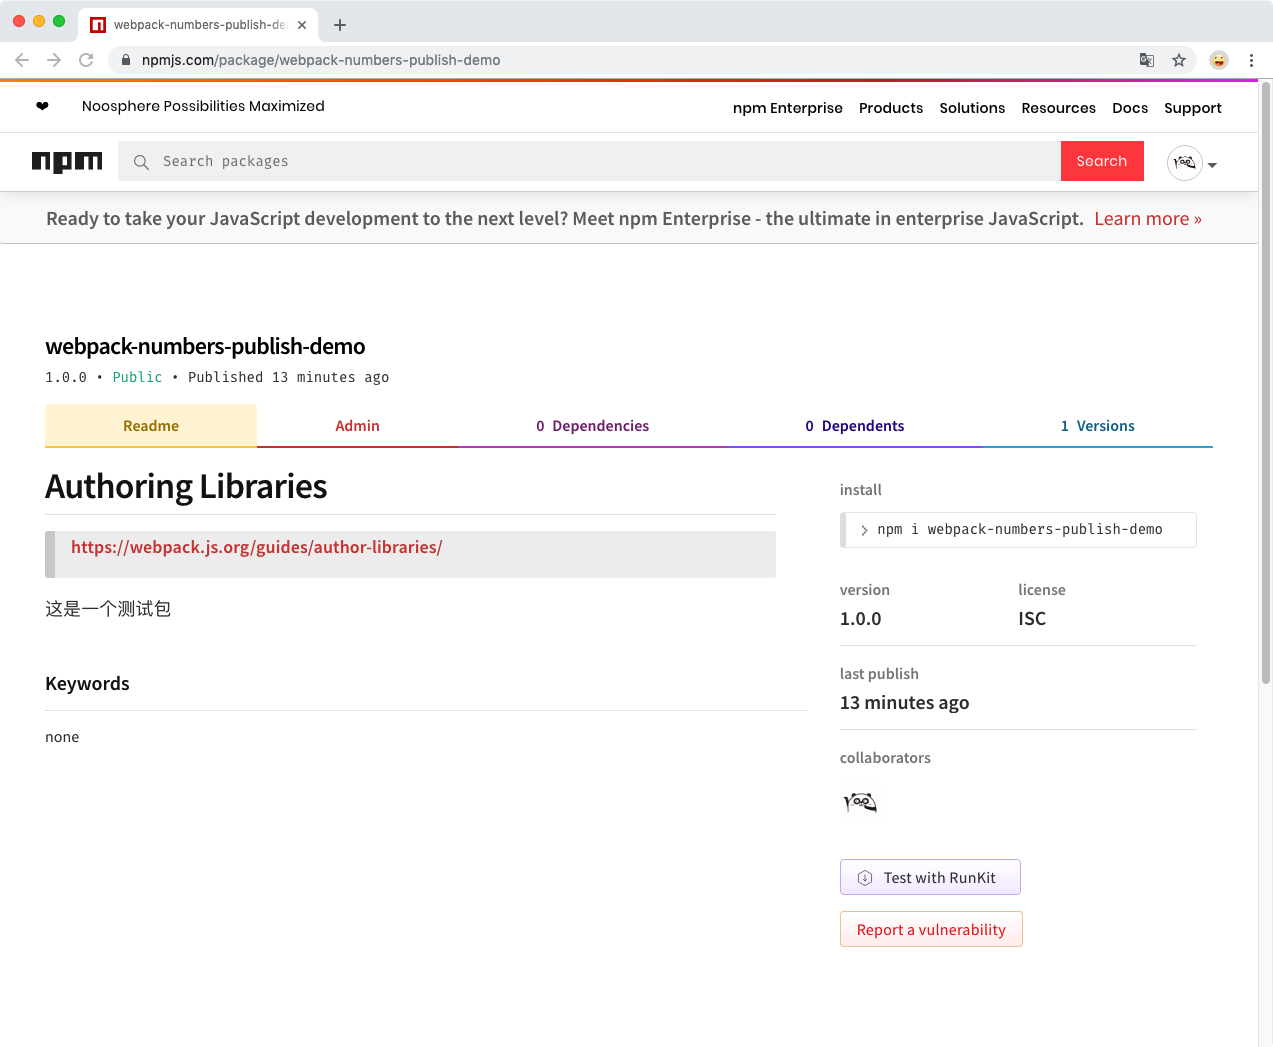 webpack-numbers-publish-de
npmjs.com/package/webpack-numbers-publish-demo
❤ Noosphere Possibilities Maximized
npm Enterprise Products Solutions Resources Docs Support
npm Search packages Search
Ready to take your JavaScript development to the next level? Meet npm Enterprise - the ultimate in enterprise JavaScript. Learn more »
webpack-numbers-publish-demo
1.0.0 • Public • Published 13 minutes ago
Readme Admin 0 Dependencies 0 Dependents 1 Versions
Authoring Libraries
https://webpack.js.org/guides/author-libraries/
这是一个测试包
Keywords
none
install
> npm i webpack-numbers-publish-demo
version license
1.0.0 ISC
last publish
13 minutes ago
collaborators
Test with RunKit
Report a vulnerability